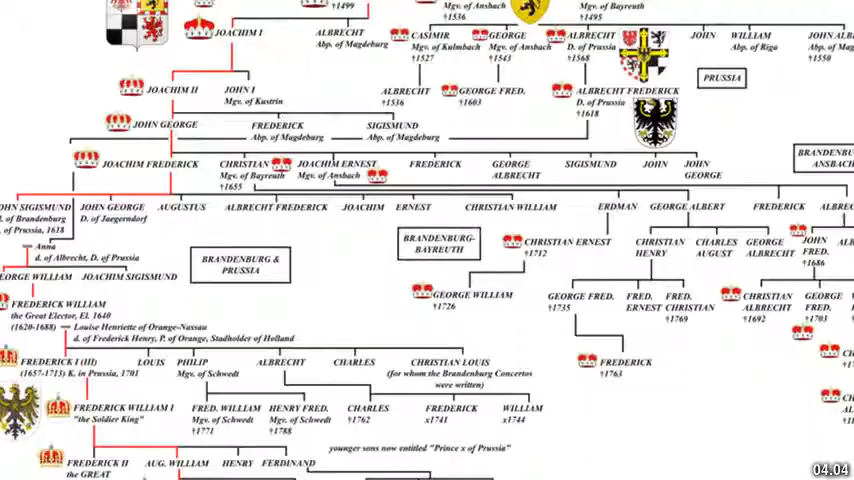 †1499
†1536
Mgv. of Ansbach
Mgv. of Bayreuth
†1495
JOACHIM I
ALBRECHT
Abp. of Magdeburg
CASIMIR
Mgv. of Kulmbach
†1527
GEORGE
Mgv. of Ansbach
†1543
ALBRECHT
D. of Prussia
†1568
JOHN
WILLIAM
Abp. of Riga
†1550
PRUSSIA
JOACHIM II
JOHN I
Mgv. of Kustrin
ALBRECHT
†1536
GEORGE FRED.
†1603
ALBRECHT FREDERICK
D. of Prussia
†1618
JOHN GEORGE
FREDERICK
Abp. of Magdeburg
SIGISMUND
Abp. of Magdeburg
JOACHIM FREDERICK
CHRISTIAN
Mgv. of Bayreuth
†1655
JOACHIM ERNEST
Mgv. of Ansbach
FREDERICK
GEORGE
ALBRECHT
SIGISMUND
JOHN
JOHN
GEORGE
JOHN SIGISMUND
of Brandenburg
of Prussia, 1618
JOHN GEORGE
D. of Jaegerndorf
AUGUSTUS
ALBRECHT FREDERICK
JOACHIM
ERNEST
CHRISTIAN WILLIAM
ERDMAN
GEORGE ALBERT
FREDERICK
Anna
d. of Albrecht, D. of Prussia
BRANDENBURG &
PRUSSIA
BRANDENBURG-
BAYREUTH
CHRISTIAN ERNEST
†1712
CHRISTIAN
HENRY
CHARLES
AUGUST
GEORGE
ALBRECHT
JOHN
FRED.
†1686
GEORGE WILLIAM
JOACHIM SIGISMUND
GEORGE WILLIAM
†1726
GEORGE FRED.
†1735
FRED.
ERNEST
FRED.
CHRISTIAN
†1769
CHRISTIAN
ALBRECHT
†1692
GEORGE
†1703
FREDERICK WILLIAM
the Great Elector, El. 1640
(1620-1688)
Louise Henriette of Orange-Nassau
d. of Frederick Henry, P. of Orange, Stadholder of Holland
FREDERICK I (III)
(1657-1713) K. in Prussia, 1701
LOUIS
PHILIP
Mgv. of Schwedt
ALBRECHT
CHARLES
CHRISTIAN LOUIS
(for whom the Brandenburg Concertos
were written)
FREDERICK
†1763
FREDERICK WILLIAM I
"the Soldier King"
FRED. WILLIAM
Mgv. of Schwedt
†1771
HENRY FRED.
Mgv. of Schwedt
†1788
CHARLES
†1762
FREDERICK
x1741
WILLIAM
x1744
younger sons now entitled "Prince x of Prussia"
FREDERICK II
the GREAT
AUG. WILLIAM
HENRY
FERDINAND
04.04